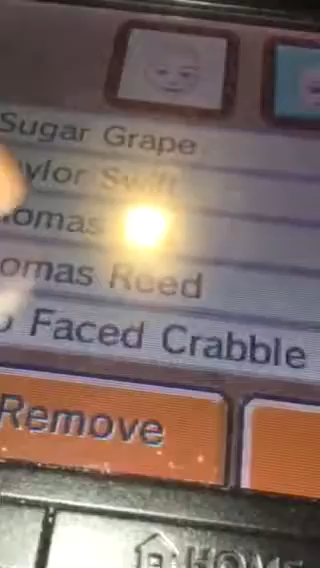 Sugar Grape
ylor Swift
omas
omas Reed
o Faced Crabble
Remove
HOME